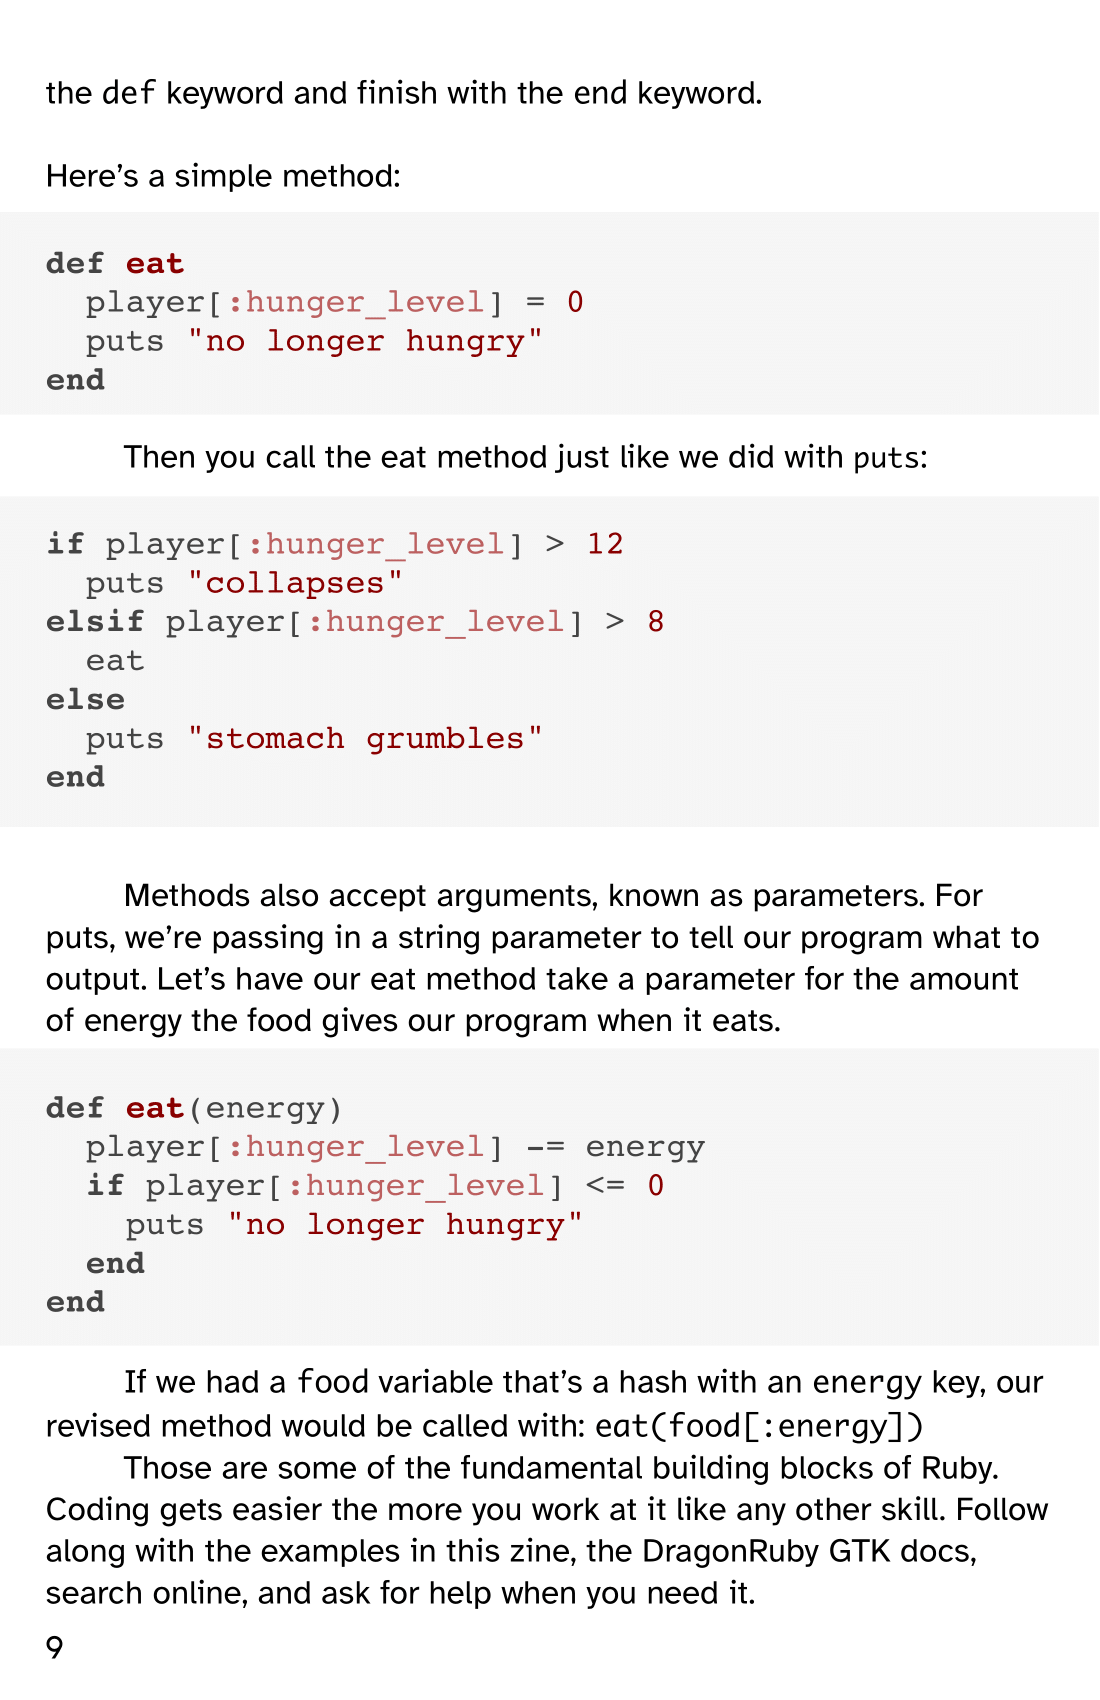 the def keyword and finish with the end keyword.
Here’s a simple method:
def eat
  player[:hunger_level] = 0
  puts "no longer hungry"
end
Then you call the eat method just like we did with puts:
if player[:hunger_level] > 12
  puts "collapses"
elsif player[:hunger_level] > 8
  eat
else
  puts "stomach grumbles"
end
Methods also accept arguments, known as parameters. For
puts, we’re passing in a string parameter to tell our program what to
output. Let’s have our eat method take a parameter for the amount
of energy the food gives our program when it eats.
def eat(energy)
  player[:hunger_level] -= energy
  if player[:hunger_level] <= 0
    puts "no longer hungry"
  end
end
If we had a food variable that’s a hash with an energy key, our
revised method would be called with: eat(food[:energy])
Those are some of the fundamental building blocks of Ruby.
Coding gets easier the more you work at it like any other skill. Follow
along with the examples in this zine, the DragonRuby GTK docs,
search online, and ask for help when you need it.
9